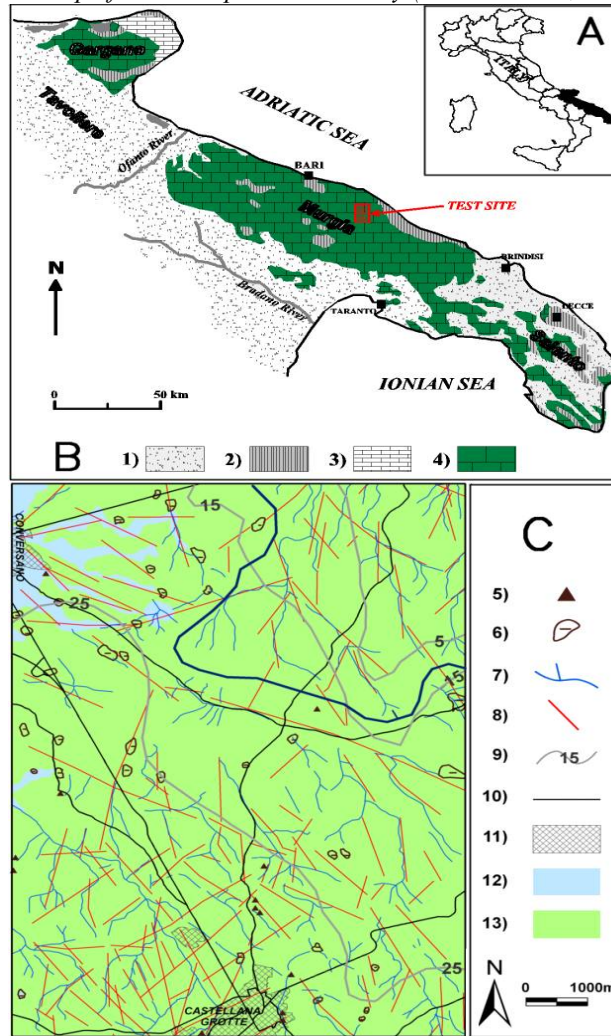 A
ITALY
Gargano
Tavoliere
Ofanto River
ADRIATIC SEA
BARI
Murgia
TEST SITE
N
Bradano River
BRINDISI
TARANTO
LECCE
Salento
IONIAN SEA
0 50 km
B 1) 2) 3) 4)
CONVERSANO
15
25
5
15
25
CASTELLANA
GROTTE
C
5)
6)
7)
8)
9) 15
10)
11)
12)
13)
N
0 1000m